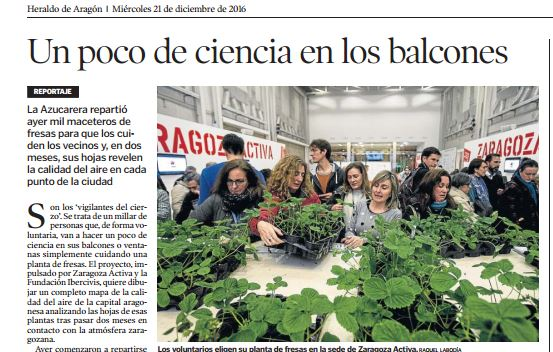 Heraldo de Aragón | Miércoles 21 de diciembre de 2016
Un poco de ciencia en los balcones
REPORTAJE
La Azucarera repartió
ayer mil maceteros de
fresas para que los cui-
den los vecinos y, en dos
meses, sus hojas revelen
la calidad del aire en cada
punto de la ciudad
Son los ‘vigilantes del cier-
zo’. Se trata de un millar de
personas que, de forma vo-
luntaria, van a hacer un poco de
ciencia en sus balcones o venta-
nas simplemente cuidando una
planta de fresas. El proyecto, im-
pulsado por Zaragoza Activa y la
Fundación Ibercivis, quiere dibu-
jar un completo mapa de la cali-
dad del aire de la capital arago-
nesa analizando las hojas de esas
plantas tras pasar dos meses en
contacto con la atmósfera zara-
gozana.
Ayer comenzaron a repartirse
ZARAGOZA ACTIVA
ZARAGOZA
Los voluntarios eligen su planta de fresas en la sede de Zaragoza Activa. RAQUEL LABODÍA